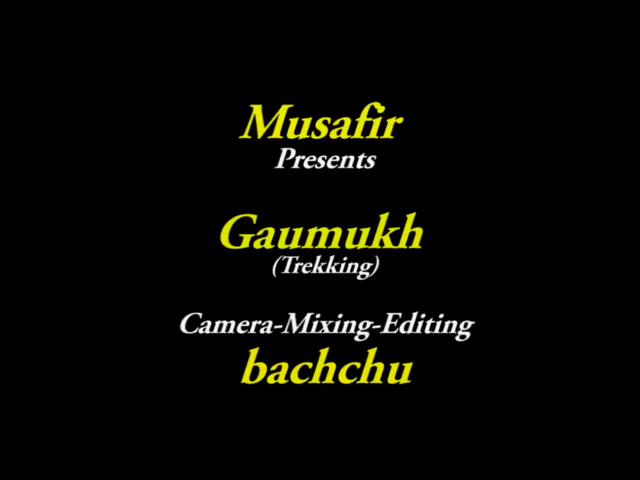 Musafir
Presents
Gaumukh
(Trekking)
Camera-Mixing-Editing
bachchu